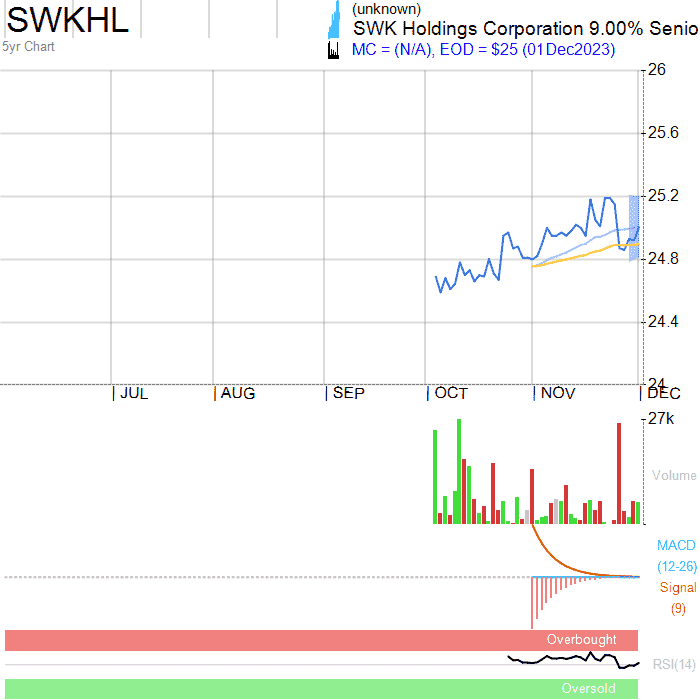 SWKHL
(unknown)
SWK Holdings Corporation 9.00% Senio
5yr Chart
MC = (N/A), EOD = $25 (01Dec2023)
26
25.6
25.2
24.8
24.4
24
JUL AUG SEP OCT NOV DEC
27k
Volume
MACD
(12-26)
Signal
(9)
Overbought
RSI(14)
Oversold